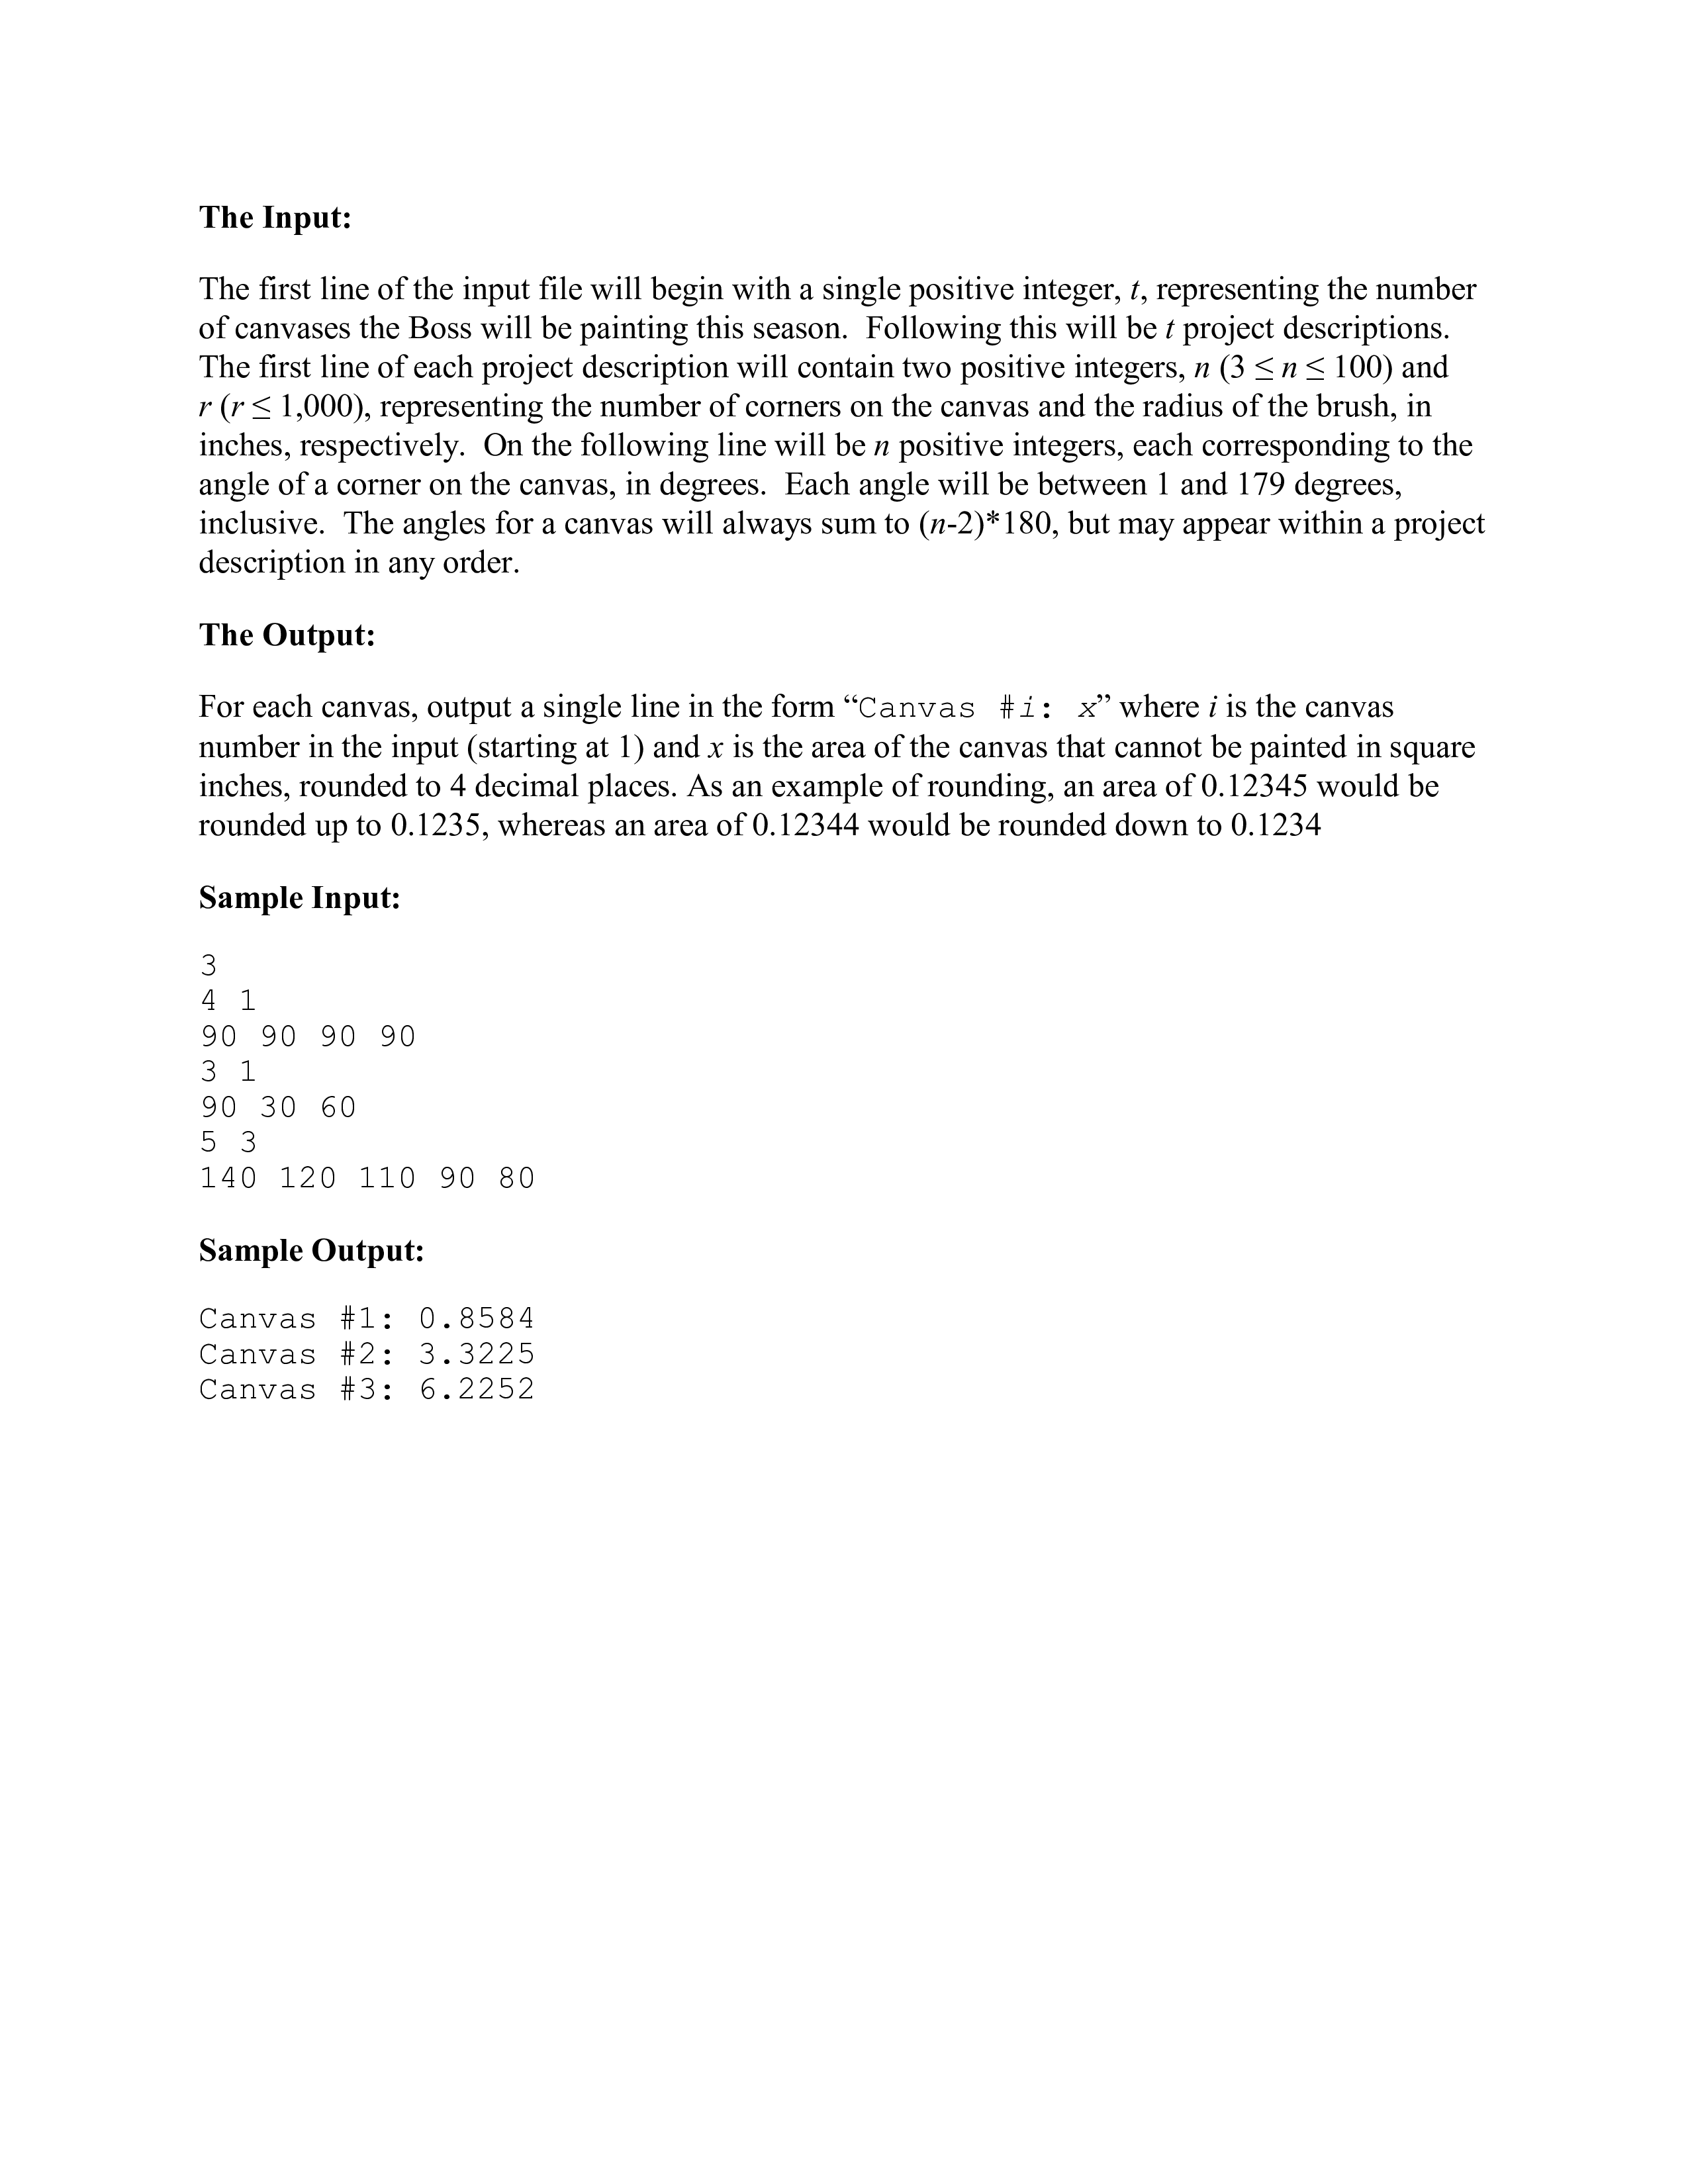 The Input:
The first line of the input file will begin with a single positive integer, t, representing the number
of canvases the Boss will be painting this season.  Following this will be t project descriptions.
The first line of each project description will contain two positive integers, n (3 ≤ n ≤ 100) and
r (r ≤ 1,000), representing the number of corners on the canvas and the radius of the brush, in
inches, respectively.  On the following line will be n positive integers, each corresponding to the
angle of a corner on the canvas, in degrees.  Each angle will be between 1 and 179 degrees,
inclusive.  The angles for a canvas will always sum to (n-2)*180, but may appear within a project
description in any order.
The Output:
For each canvas, output a single line in the form “Canvas #i: x” where i is the canvas
number in the input (starting at 1) and x is the area of the canvas that cannot be painted in square
inches, rounded to 4 decimal places. As an example of rounding, an area of 0.12345 would be
rounded up to 0.1235, whereas an area of 0.12344 would be rounded down to 0.1234
Sample Input:
3
4 1
90 90 90 90
3 1
90 30 60
5 3
140 120 110 90 80
Sample Output:
Canvas #1: 0.8584
Canvas #2: 3.3225
Canvas #3: 6.2252